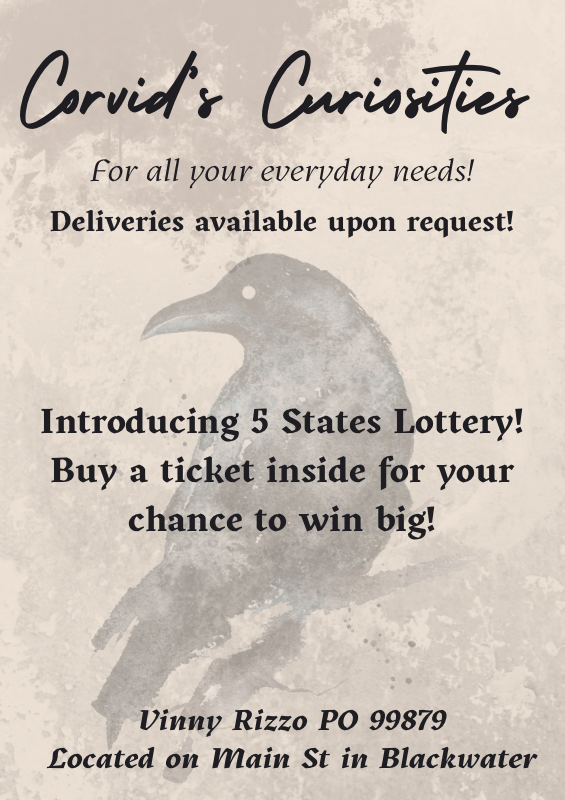 Corvid's Curiosities
For all your everyday needs!
Deliveries available upon request!
Introducing 5 States Lottery!
Buy a ticket inside for your
chance to win big!
Vinny Rizzo PO 99879
Located on Main St in Blackwater